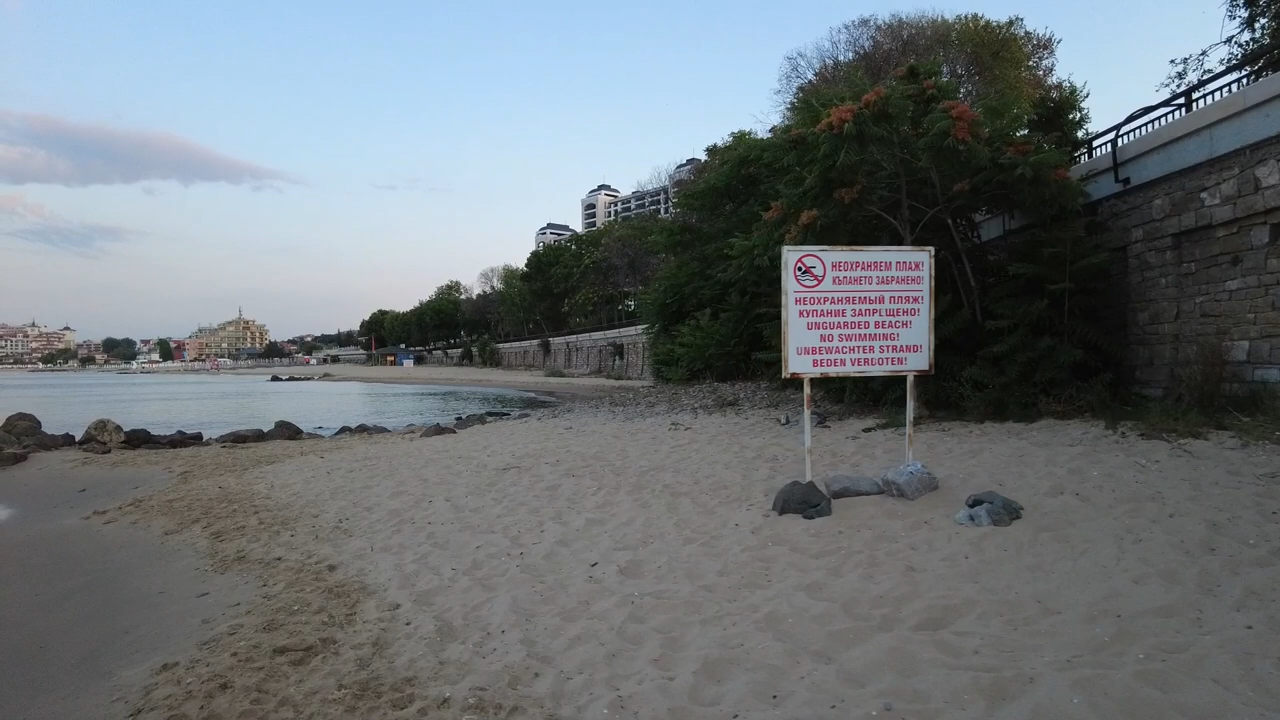 НЕОХРАНЯЕМ ПЛАЖ!
КЪПАНЕТО ЗАБРАНЕНО!
НЕОХРАНЯЕМЫЙ ПЛЯЖ!
КУПАНИЕ ЗАПРЕЩЕНО!
UNGUARDED BEACH!
NO SWIMMING!
UNBEWACHTER STRAND!
BEDEN VERBOTEN!